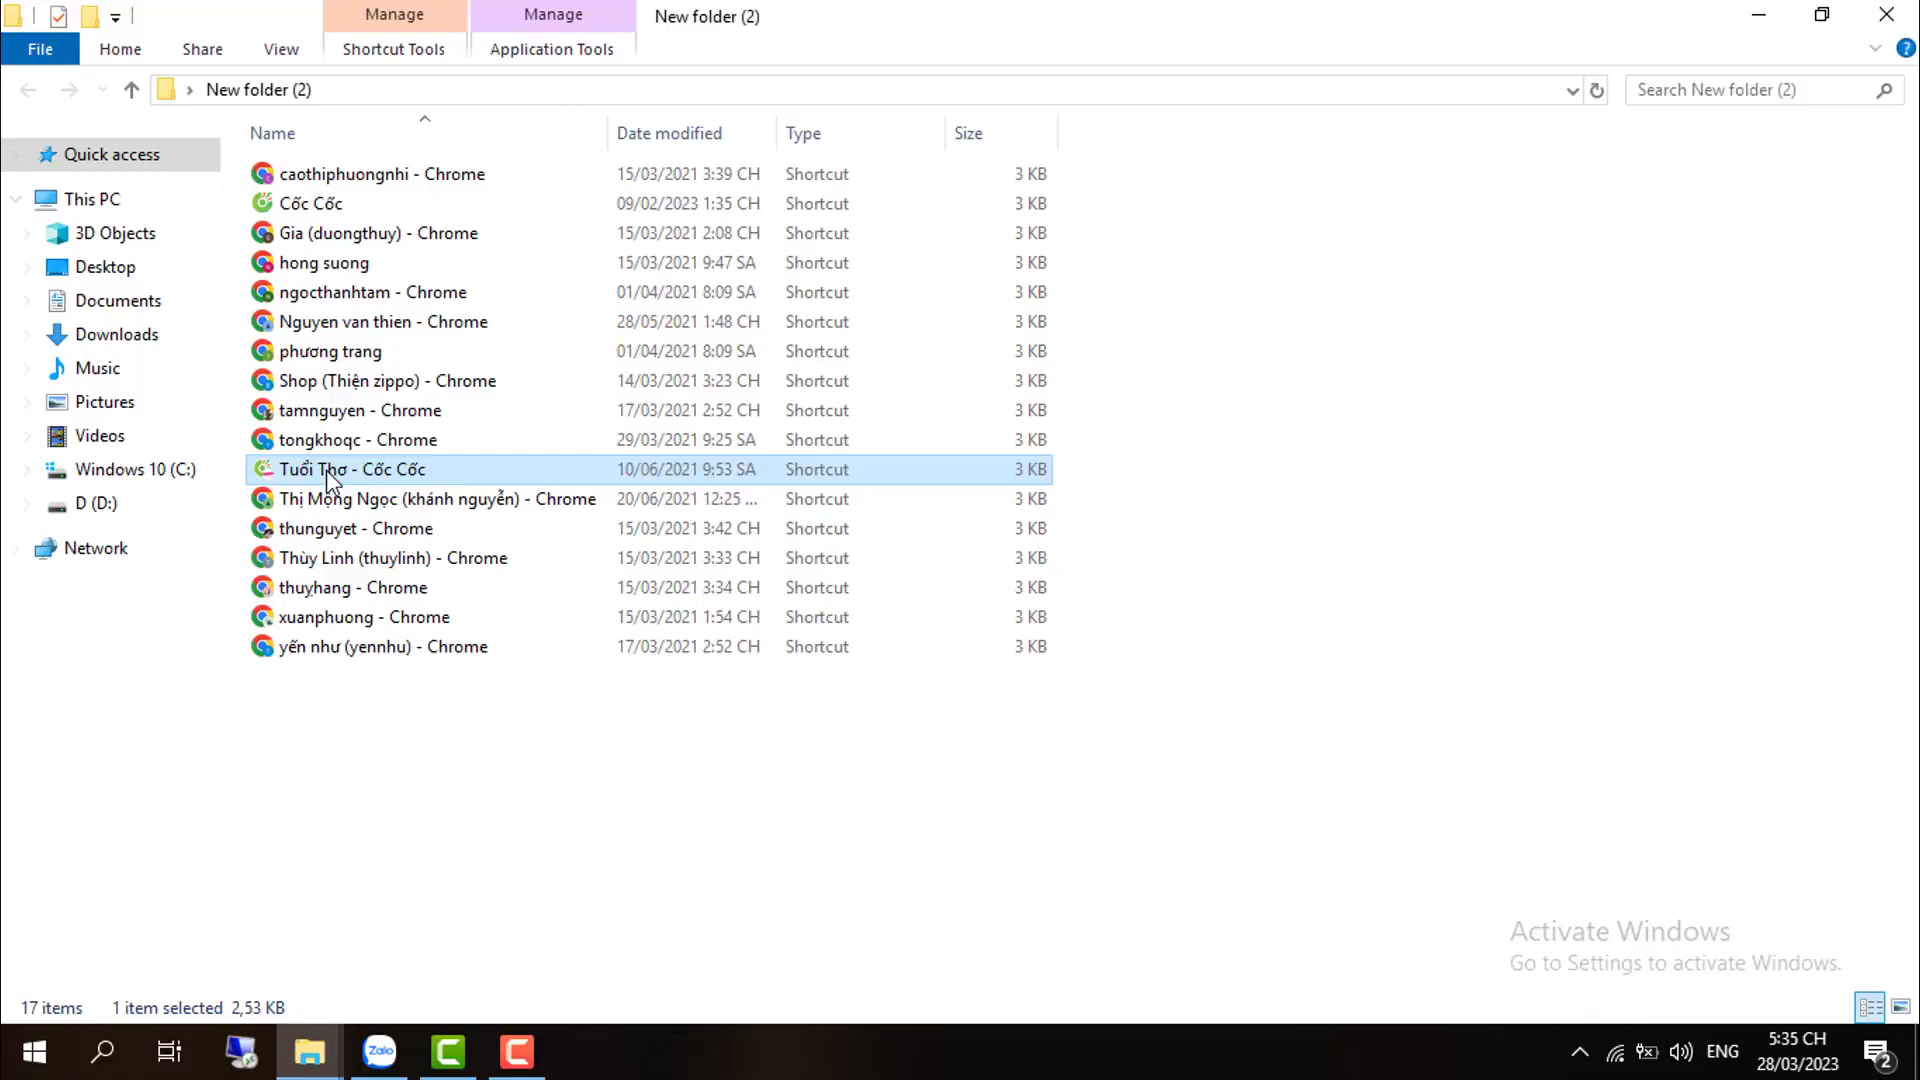 Manage
Manage
New folder (2)
File
Home
Share
View
Shortcut Tools
Application Tools
New folder (2)
Search New folder (2)
Name
Date modified
Type
Size
Quick access
This PC
3D Objects
Desktop
Documents
Downloads
Music
Pictures
Videos
Windows 10 (C:)
D (D:)
Network
caothiphuongnhi - Chrome 15/03/2021 3:39 CH Shortcut 3 KB
Cốc Cốc 09/02/2023 1:35 CH Shortcut 3 KB
Gia (duongthuy) - Chrome 15/03/2021 2:08 CH Shortcut 3 KB
hong suong 15/03/2021 9:47 SA Shortcut 3 KB
ngocthanhtam - Chrome 01/04/2021 8:09 SA Shortcut 3 KB
Nguyen van thien - Chrome 28/05/2021 1:48 CH Shortcut 3 KB
phương trang 01/04/2021 8:09 SA Shortcut 3 KB
Shop (Thiện zippo) - Chrome 14/03/2021 3:23 CH Shortcut 3 KB
tamnguyen - Chrome 17/03/2021 2:52 CH Shortcut 3 KB
tongkhoqc - Chrome 29/03/2021 9:25 SA Shortcut 3 KB
Tuổi Thơ - Cốc Cốc 10/06/2021 9:53 SA Shortcut 3 KB
Thị Mộng Ngọc (khánh nguyễn) - Chrome 20/06/2021 12:25 ... Shortcut 3 KB
thunguyet - Chrome 15/03/2021 3:42 CH Shortcut 3 KB
Thùy Linh (thuylinh) - Chrome 15/03/2021 3:33 CH Shortcut 3 KB
thuyhang - Chrome 15/03/2021 3:34 CH Shortcut 3 KB
xuanphuong - Chrome 15/03/2021 1:54 CH Shortcut 3 KB
yến như (yennhu) - Chrome 17/03/2021 2:52 CH Shortcut 3 KB
Activate Windows
Go to Settings to activate Windows.
17 items 1 item selected 2,53 KB
Zalo
ENG
5:35 CH
28/03/2023
2